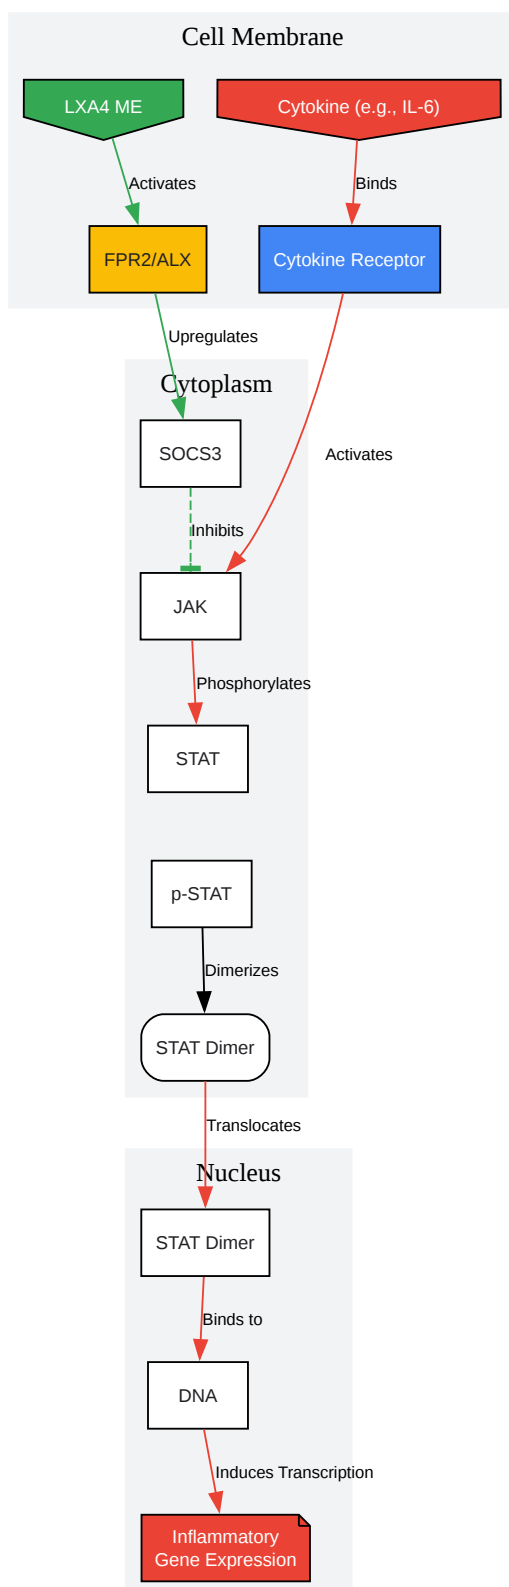 Cell Membrane
LXA4 ME
Cytokine (e.g., IL-6)
Activates
Binds
FPR2/ALX
Cytokine Receptor
Upregulates
Cytoplasm
SOCS3
Activates
Inhibits
JAK
Phosphorylates
STAT
p-STAT
Dimerizes
STAT Dimer
Translocates
Nucleus
STAT Dimer
Binds to
DNA
Induces Transcription
Inflammatory
Gene Expression